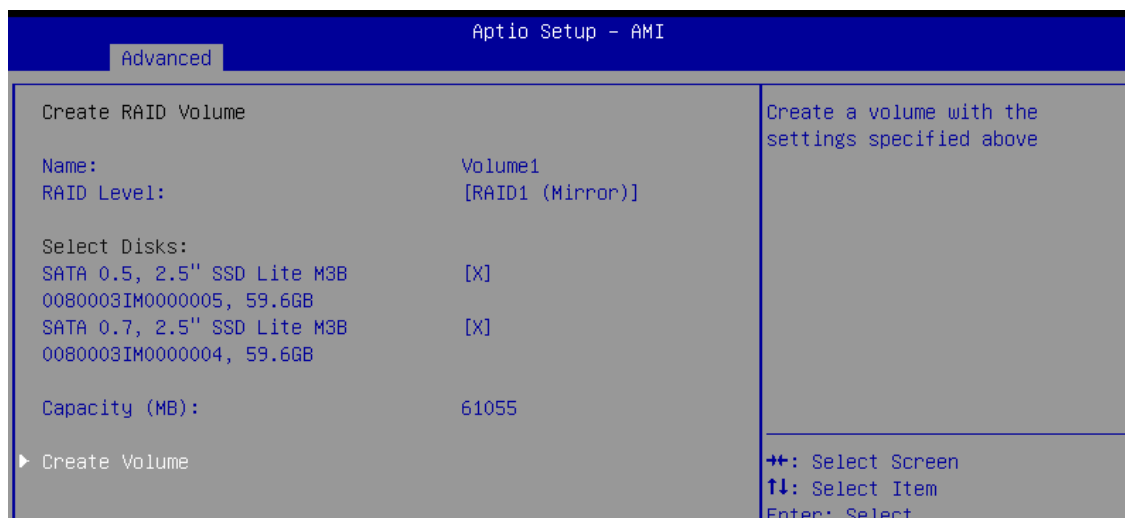 Aptio Setup – AMI
Advanced
Create RAID Volume
Name: Volume1
RAID Level: [RAID1 (Mirror)]
Select Disks:
SATA 0.5, 2.5" SSD Lite M3B [X]
0080003IM0000005, 59.6GB
SATA 0.7, 2.5" SSD Lite M3B [X]
0080003IM0000004, 59.6GB
Capacity (MB): 61055
▶ Create Volume
Create a volume with the
settings specified above
→←: Select Screen
↑↓: Select Item
Enter: Select